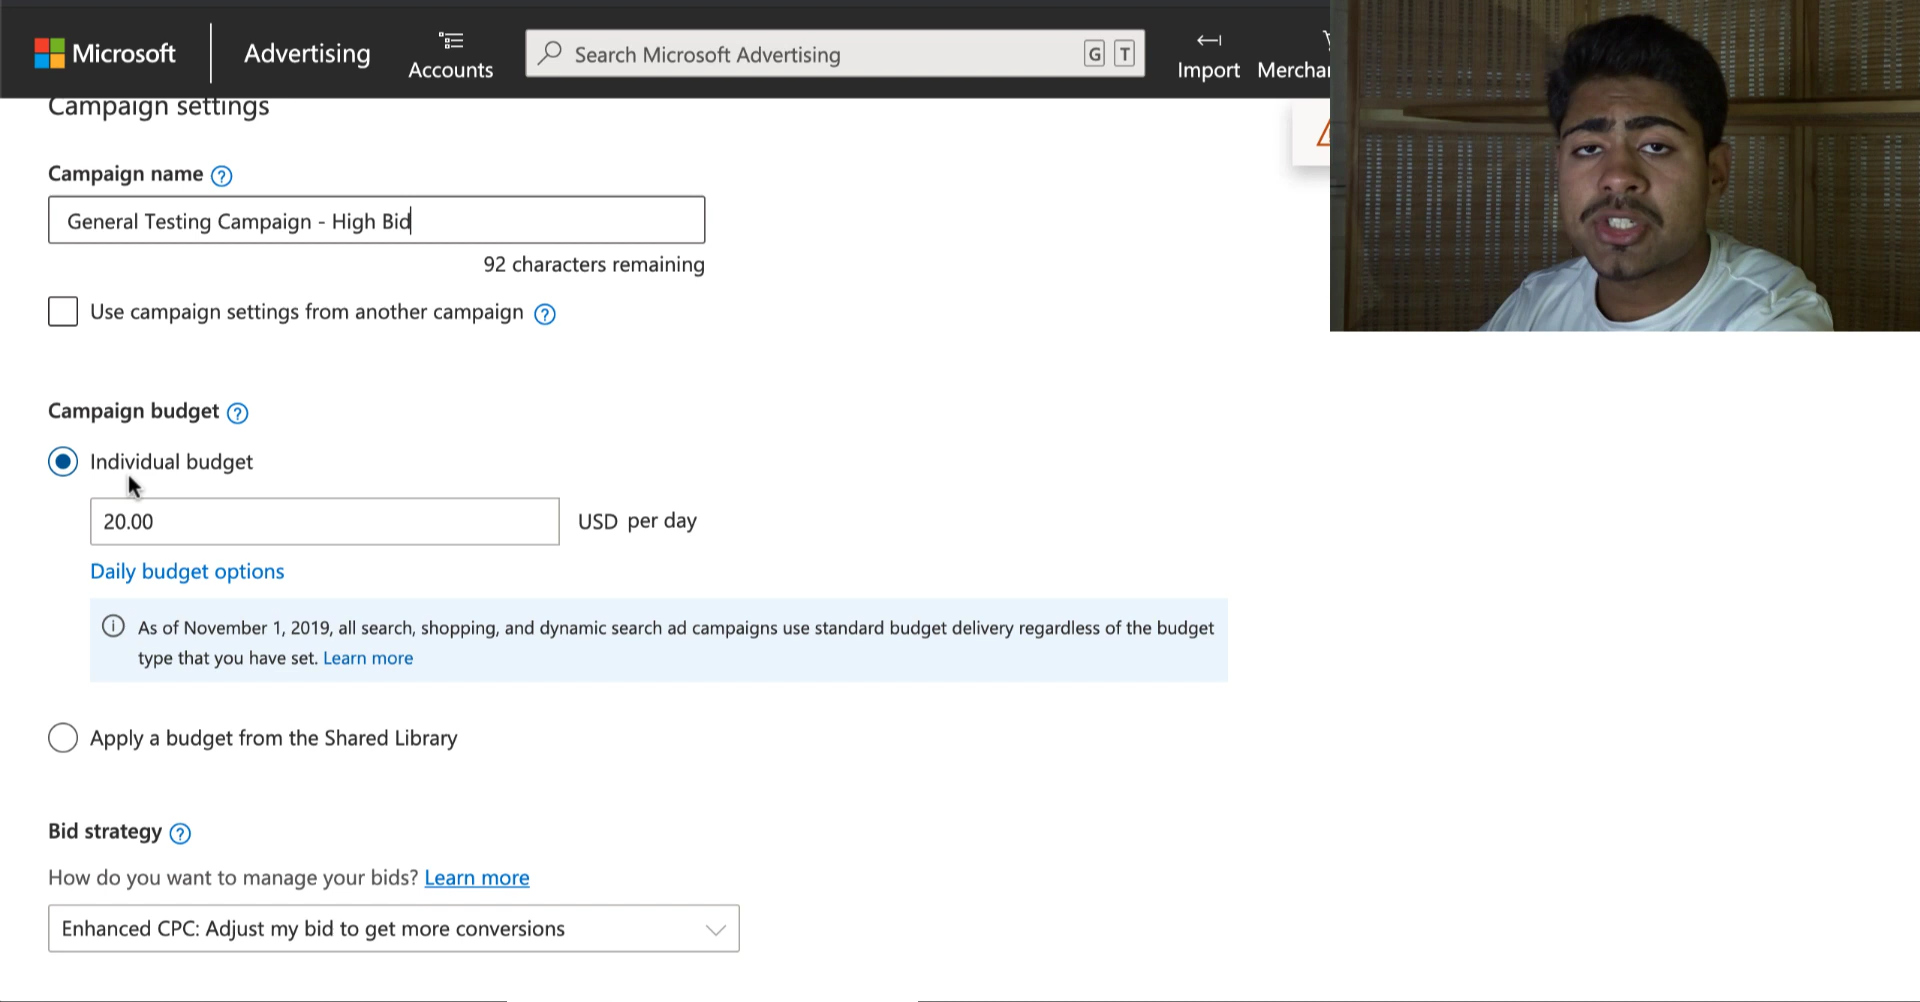 Microsoft
Advertising
Accounts
Search Microsoft Advertising
G T
Import
Campaign settings
Campaign name ?
General Testing Campaign - High Bid
92 characters remaining
Use campaign settings from another campaign ?
Campaign budget ?
Individual budget
20.00 USD per day
Daily budget options
As of November 1, 2019, all search, shopping, and dynamic search ad campaigns use standard budget delivery regardless of the budget
type that you have set. Learn more
Apply a budget from the Shared Library
Bid strategy ?
How do you want to manage your bids? Learn more
Enhanced CPC: Adjust my bid to get more conversions